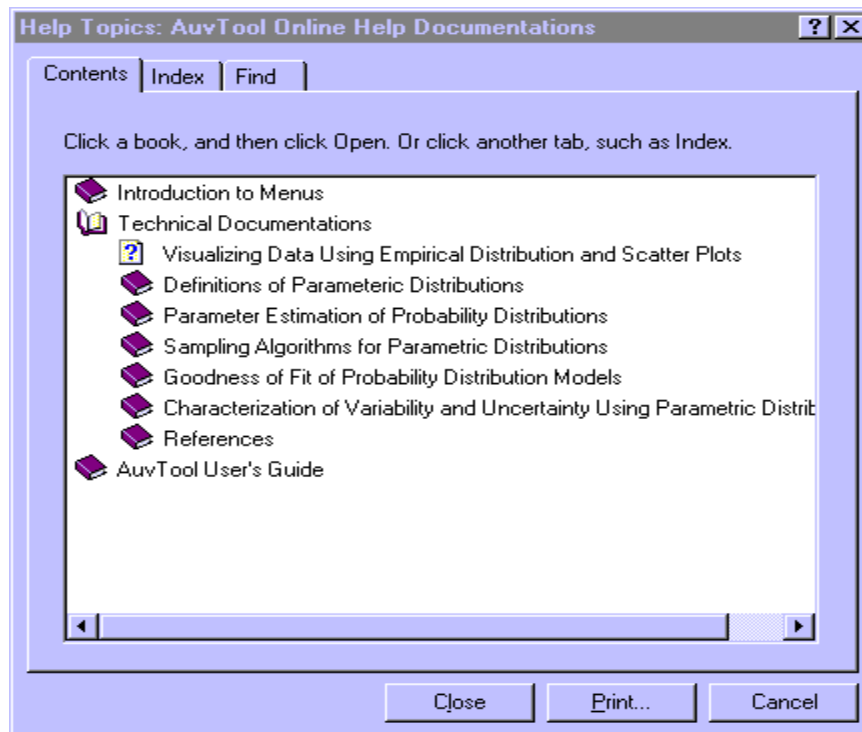 Help Topics: AuvTool Online Help Documentations
Contents Index Find
Click a book, and then click Open. Or click another tab, such as Index.
Introduction to Menus
Technical Documentations
Visualizing Data Using Empirical Distribution and Scatter Plots
Definitions of Parameteric Distributions
Parameter Estimation of Probability Distributions
Sampling Algorithms for Parametric Distributions
Goodness of Fit of Probability Distribution Models
Characterization of Variability and Uncertainty Using Parametric Distrib
References
AuvTool User's Guide
Close Print... Cancel